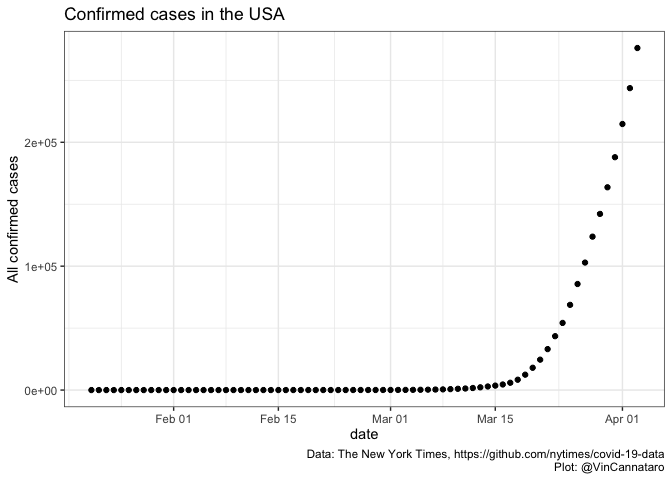 Confirmed cases in the USA
All confirmed cases
2e+05
1e+05
0e+00
Feb 01
Feb 15
Mar 01
Mar 15
Apr 01
date
Data: The New York Times, https://github.com/nytimes/covid-19-data
Plot: @VinCannataro